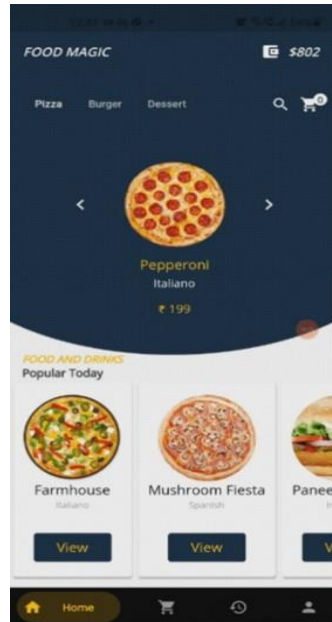 FOOD MAGIC $802
Pizza Burger Dessert 0
Pepperoni
Italiano
₹ 199
FOOD AND DRINKS
Popular Today
Farmhouse Mushroom Fiesta
Italiano Spanish
View View
Home